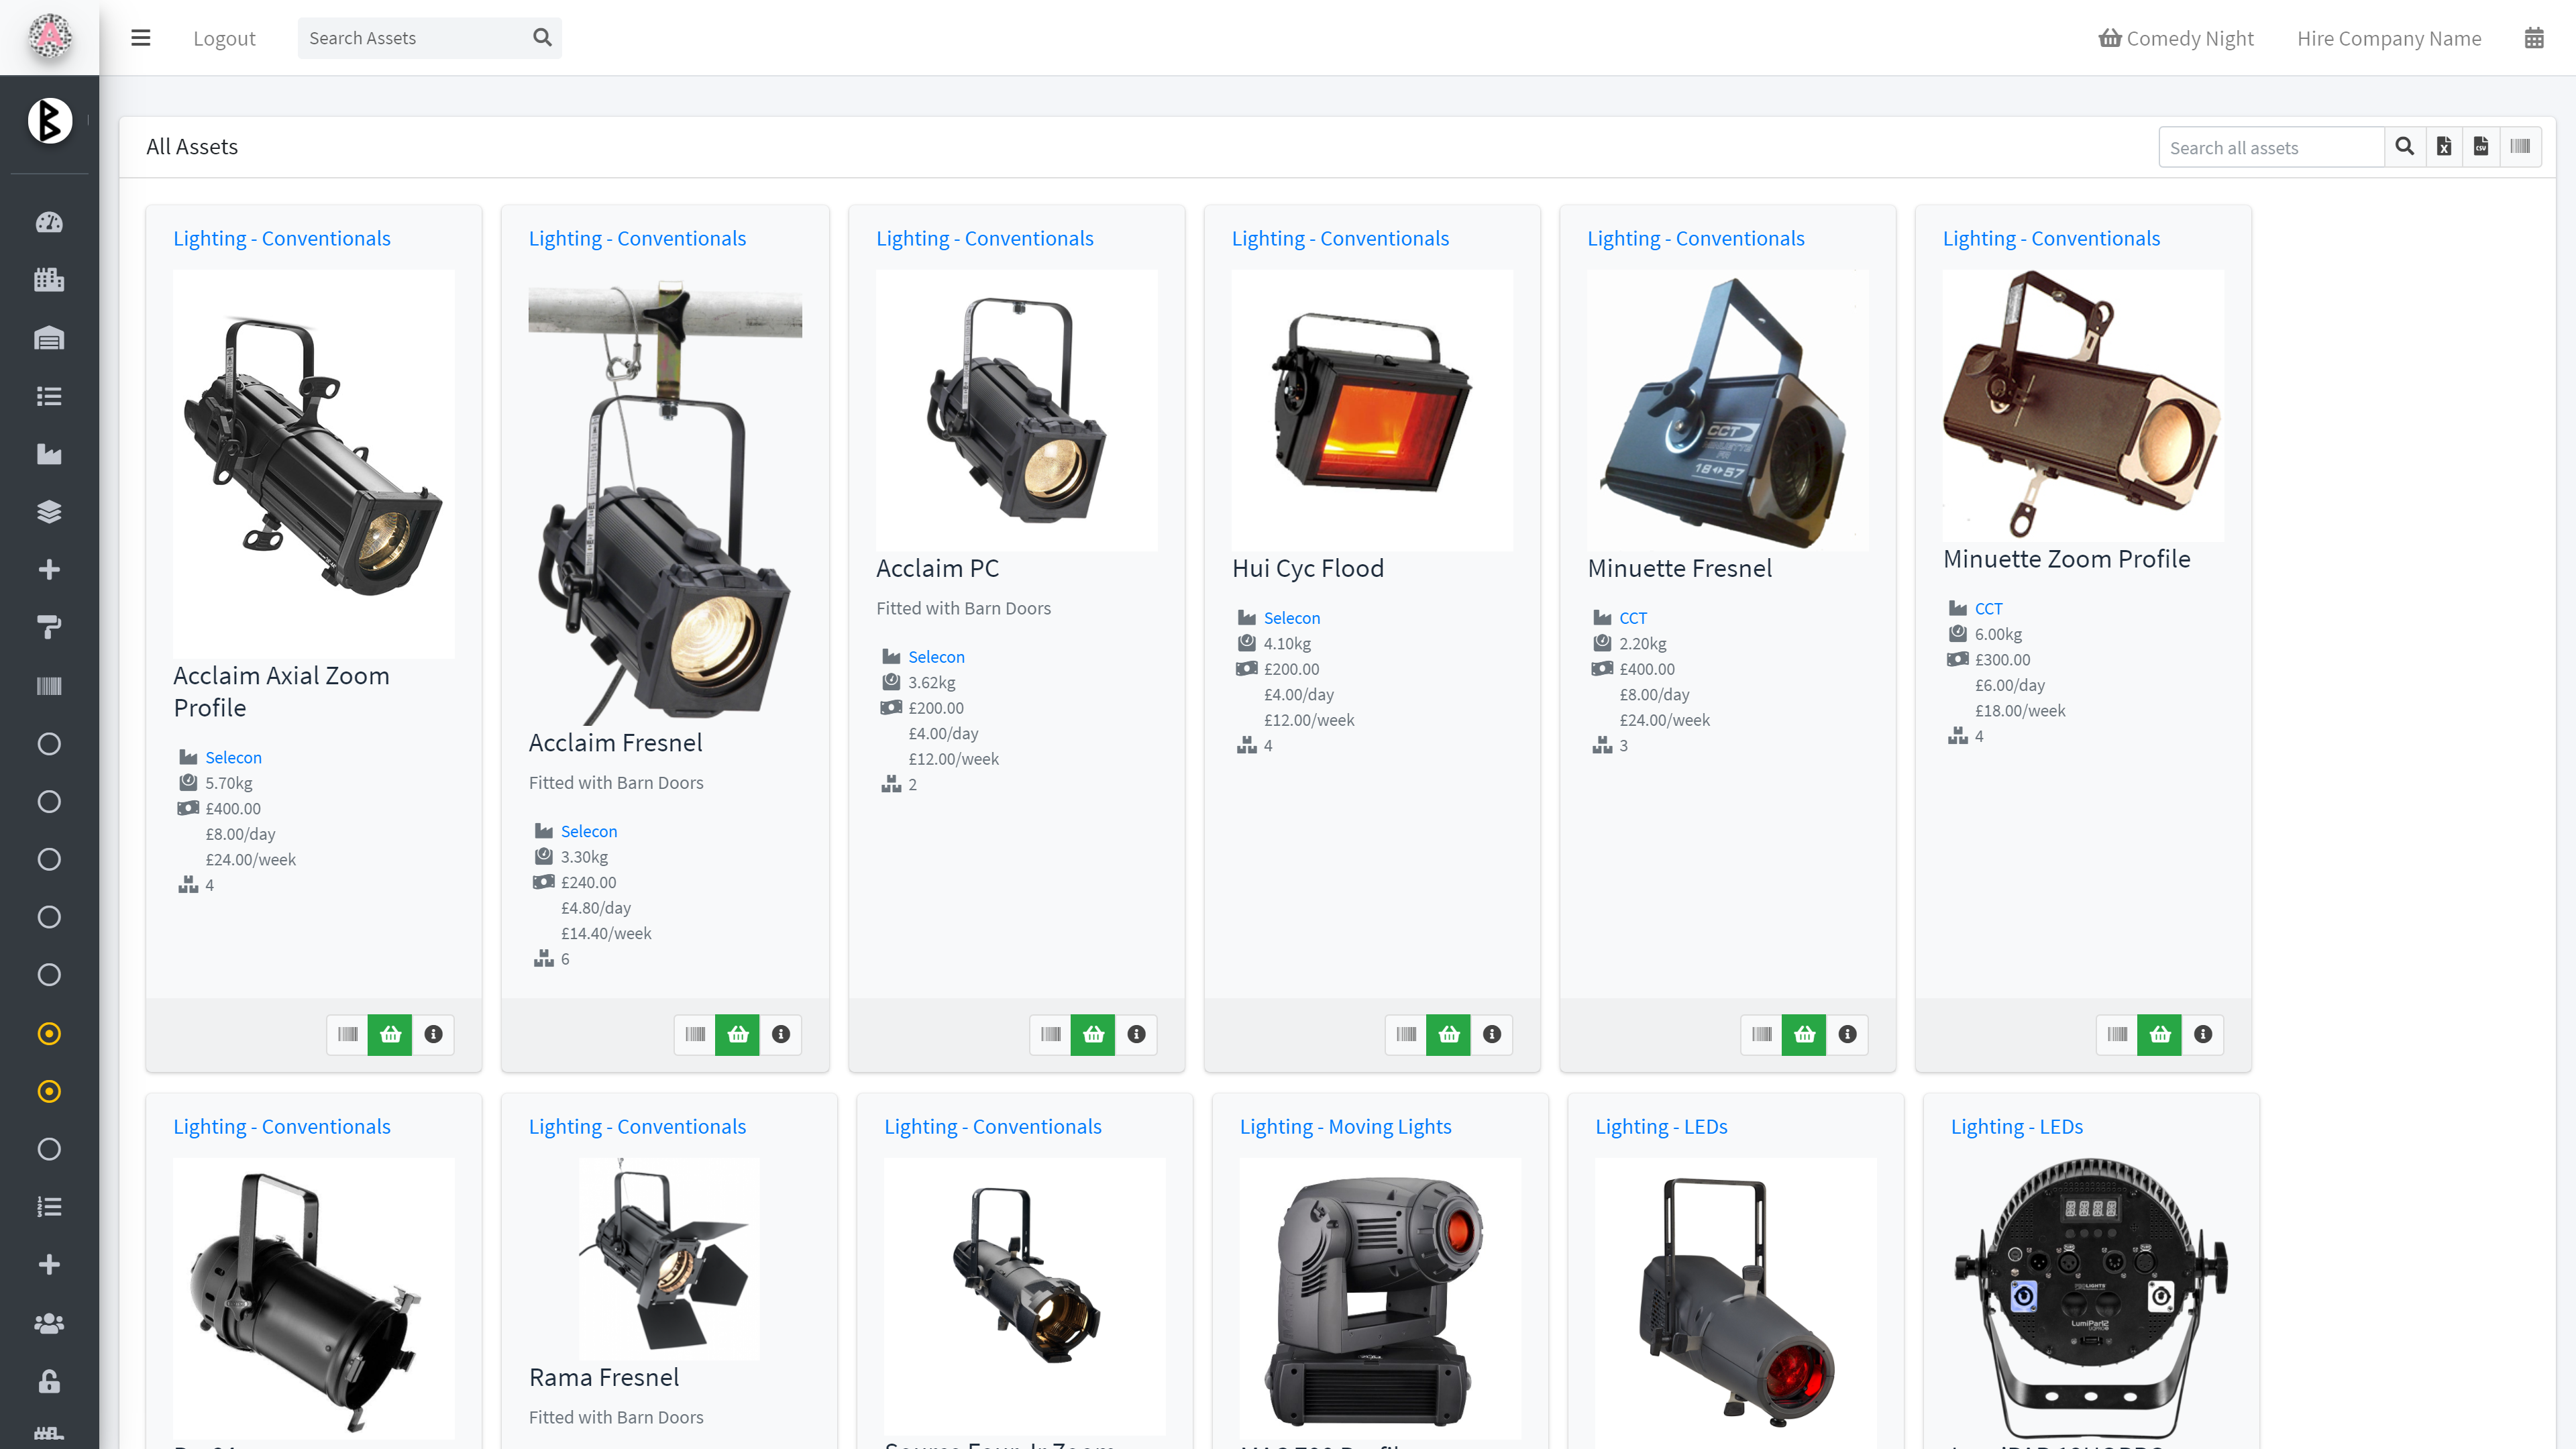 A
Logout
Search Assets
Comedy Night
Hire Company Name
B
All Assets
Search all assets
CSV
Lighting - Conventionals
Acclaim Axial Zoom
Profile
Selecon
5.70kg
£400.00
£8.00/day
£24.00/week
4
Lighting - Conventionals
Acclaim Fresnel
Fitted with Barn Doors
Selecon
3.30kg
£240.00
£4.80/day
£14.40/week
6
Lighting - Conventionals
Acclaim PC
Fitted with Barn Doors
Selecon
3.62kg
£200.00
£4.00/day
£12.00/week
2
Lighting - Conventionals
Hui Cyc Flood
Selecon
4.10kg
£200.00
£4.00/day
£12.00/week
4
Lighting - Conventionals
CCT
18 57
Minuette Fresnel
CCT
2.20kg
£400.00
£8.00/day
£24.00/week
3
Lighting - Conventionals
Minuette Zoom Profile
CCT
6.00kg
£300.00
£6.00/day
£18.00/week
4
Lighting - Conventionals
Lighting - Conventionals
Rama Fresnel
Fitted with Barn Doors
Lighting - Conventionals
Lighting - Moving Lights
Lighting - LEDs
Lighting - LEDs
PROLIGHTS
LumiPar12